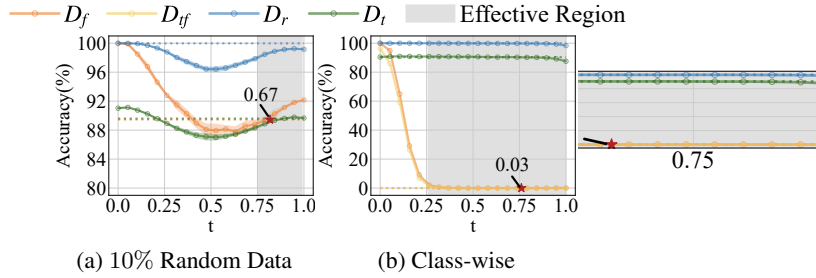 D_f D_tf D_r D_t Effective Region
100
96
92
88
84
80
Accuracy(%)
0.67
0.0 0.25 0.50 0.75 1.0
t
(a) 10% Random Data
100
80
60
40
20
0
Accuracy(%)
0.03
0.0 0.25 0.50 0.75 1.0
t
(b) Class-wise
0.75